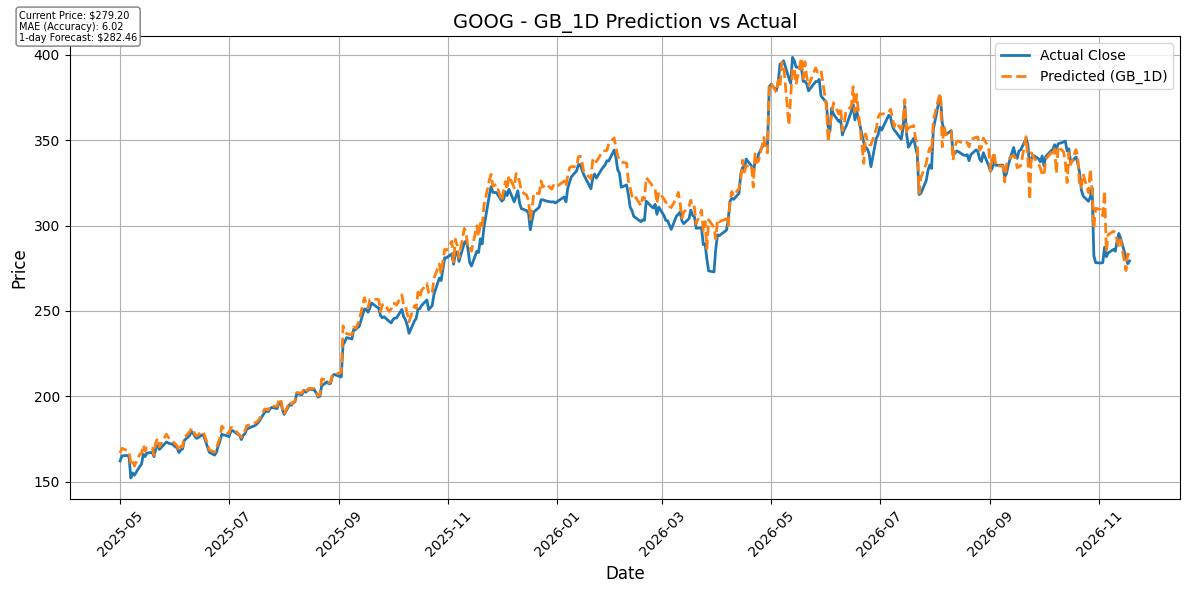 Current Price: $279.20
MAE (Accuracy): 6.02
1-day Forecast: $282.46
GOOG - GB_1D Prediction vs Actual
Actual Close
Predicted (GB_1D)
Price
400
350
300
250
200
150
2025-05
2025-07
2025-09
2025-11
2026-01
2026-03
2026-05
2026-07
2026-09
2026-11
Date